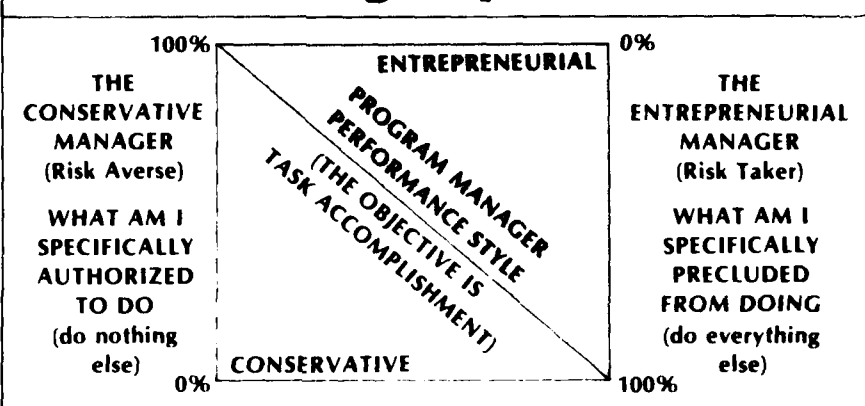 100%
THE
CONSERVATIVE
MANAGER
(Risk Averse)
WHAT AM I
SPECIFICALLY
AUTHORIZED
TO DO
(do nothing
else)
0%
ENTREPRENEURIAL
PROGRAM MANAGER
PERFORMANCE STYLE
(THE OBJECTIVE IS
TASK ACCOMPLISHMENT)
CONSERVATIVE
0%
THE
ENTREPRENEURIAL
MANAGER
(Risk Taker)
WHAT AM I
SPECIFICALLY
PRECLUDED
FROM DOING
(do everything
else)
100%